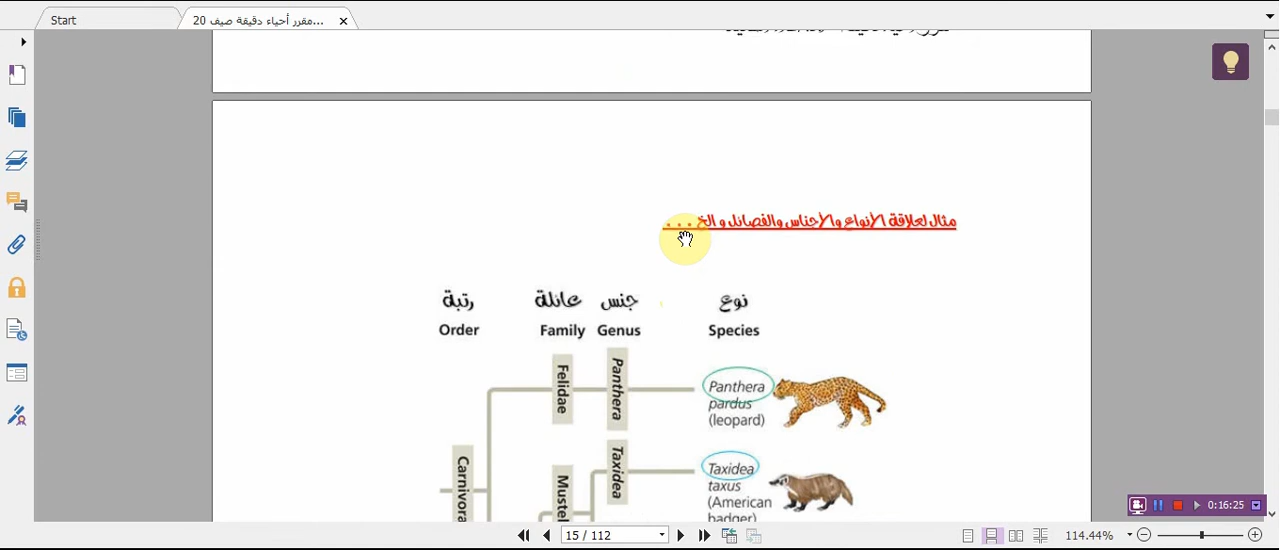 Start
مقرر أحياء دقيقة صيف 20...
مثال لعلاقة الأنواع والأجناس والفصائل و الخ . . .
رتبة عائلة جنس نوع
Order Family Genus Species
Felidae
Panthera
Panthera
pardus
(leopard)
Carnivora
Mustel
Taxidea
Taxidea
taxus
(American
badger)
0:16:25
15 / 112
114.44%